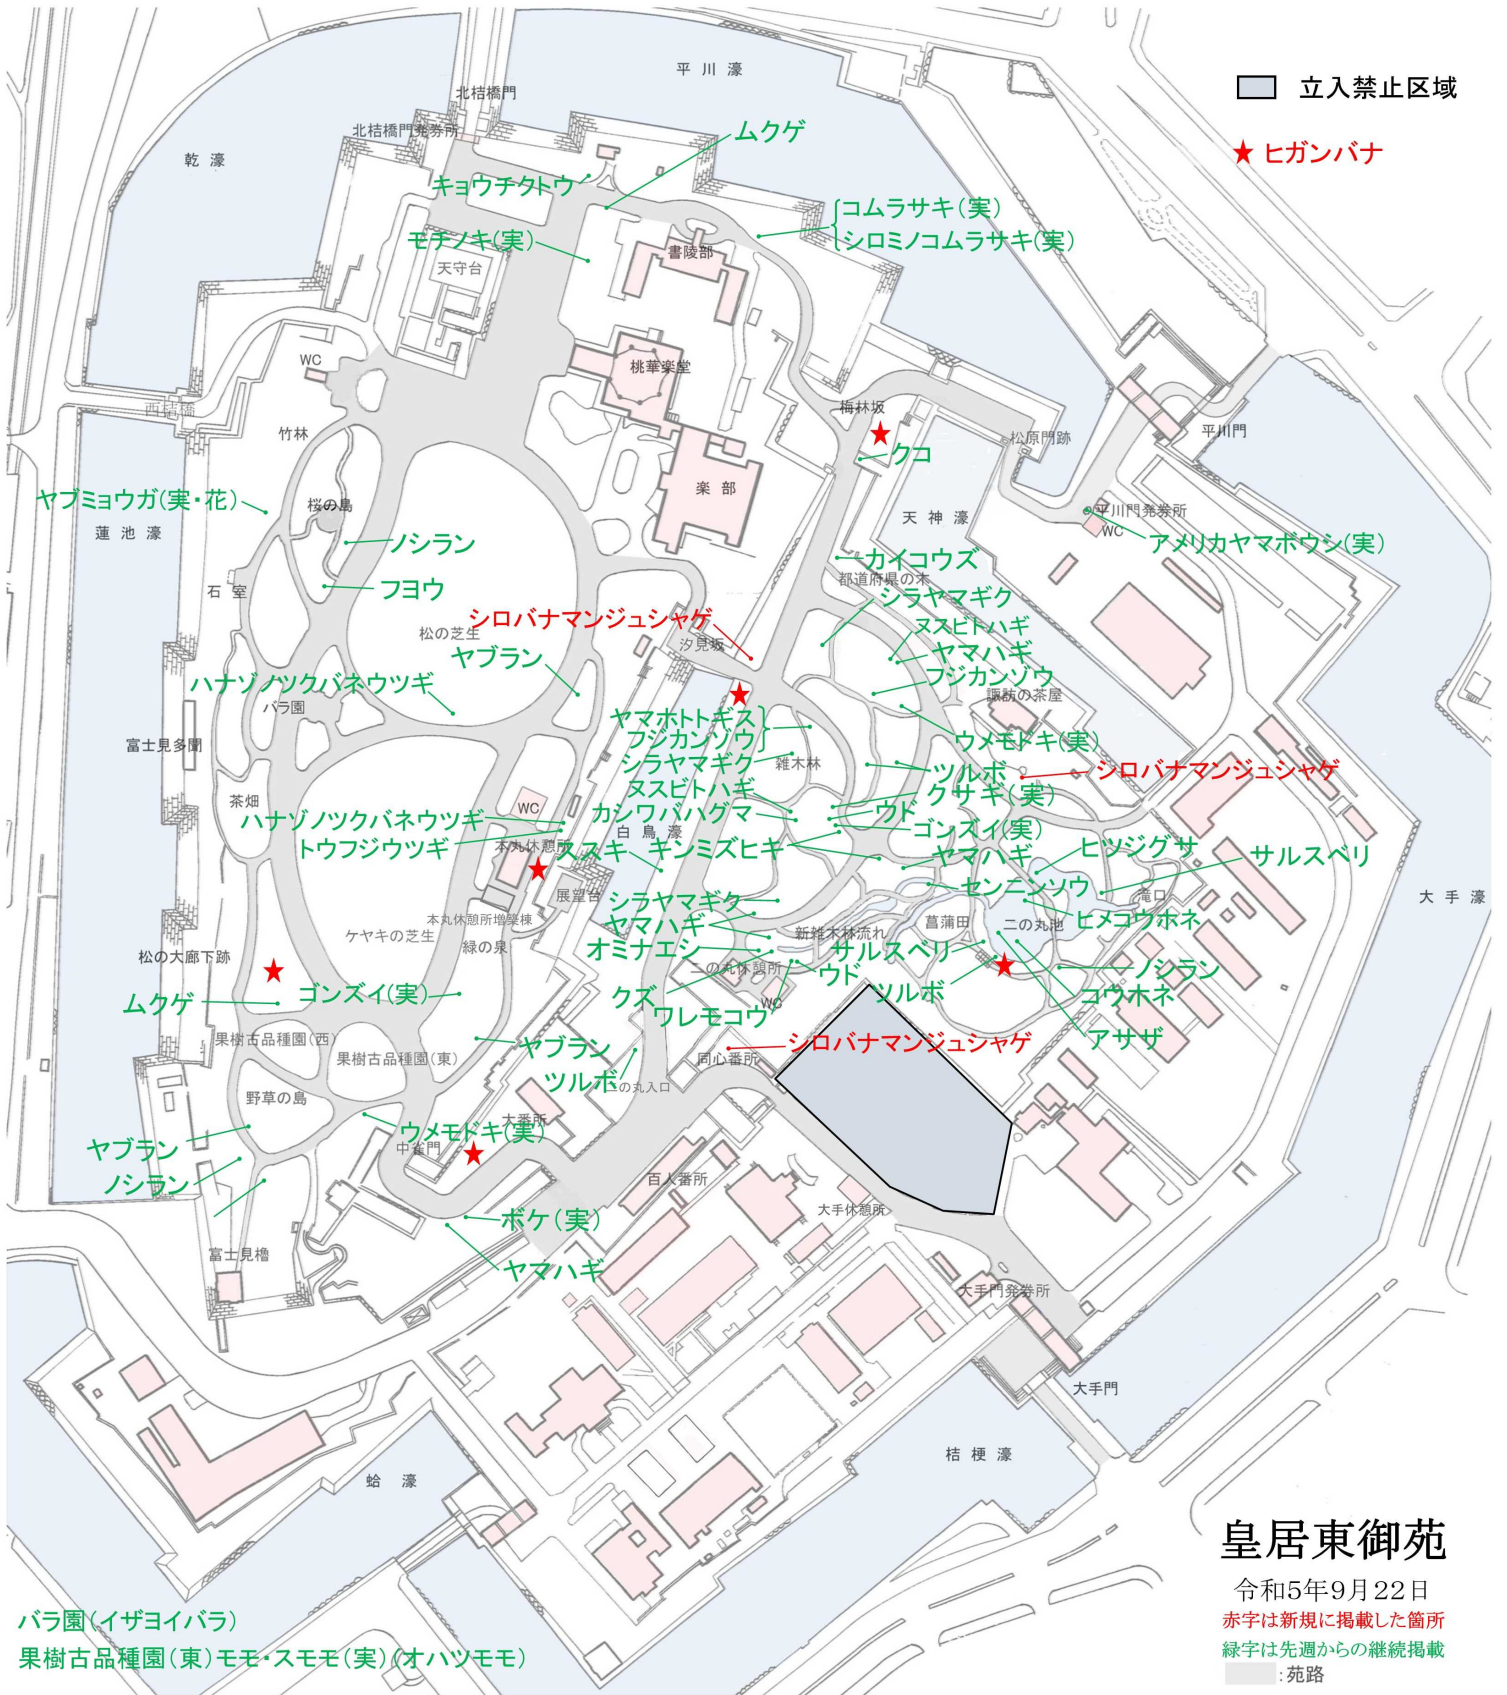 平川濠
立入禁止区域
北桔橋門
ヒガンバナ
北桔橋門発券所
ムクゲ
乾濠
キョウチクトウ
コムラサキ(実)
シロミノコムラサキ(実)
モチノキ(実)
書陵部
天守台
WC
桃華楽堂
西桔橋
梅林坂
竹林
松原門跡
平川門
クコ
ヤブミョウガ(実・花)
桜の島
楽部
平川門発券所
WC
蓮池濠
天神濠
アメリカヤマボウシ(実)
ノシラン
カイコウズ
都道府県の木
石室
フヨウ
シラヤマギク
シロバナマンジュシャゲ
ヌスビトハギ
松の芝生
汐見坂
ヤマハギ
ヤブラン
フジカンゾウ
ハナゾノツクバネウツギ
諏訪の茶屋
バラ園
ヤマホトトギス
フジカンゾウ
富士見多聞
ウメモドキ(実)
シラヤマギク
雑木林
ツルボ
シロバナマンジュシャゲ
ヌスビトハギ
クサギ(実)
茶畑
WC
カシワバハグマ
ウド
ハナゾノツクバネウツギ
白鳥濠
ゴンズイ(実)
トウフジウツギ
本丸休憩所
ススキ
キンミズヒキ
ヤマハギ
ヒツジグサ
サルスベリ
展望台
シラヤマギク
センニンソウ
滝口
大手濠
本丸休憩所増築棟
ヤマハギ
菖蒲田
二の丸池
ヒメコウホネ
ケヤキの芝生
緑の泉
新雑木林
流れ
オミナエシ
サルスベリ
松の大廊下跡
二の丸休憩所
ウド
ノシラン
ムクゲ
ゴンズイ(実)
クズ
WC
ツルボ
コウホネ
ワレモコウ
果樹古品種園(西)
ヤブラン
シロバナマンジュシャゲ
アサザ
果樹古品種園(東)
同心番所
ツルボ
二の丸入口
野草の島
大番所
ウメモドキ(実)
ヤブラン
中雀門
ノシラン
百人番所
大手休憩所
ボケ(実)
富士見櫓
ヤマハギ
大手門発券所
大手門
桔梗濠
蛤濠
皇居東御苑
令和5年9月22日
赤字は新規に掲載した箇所
緑字は先週からの継続掲載
:苑路
バラ園(イザヨイバラ)
果樹古品種園(東)モモ・スモモ(実)(オハツモモ)